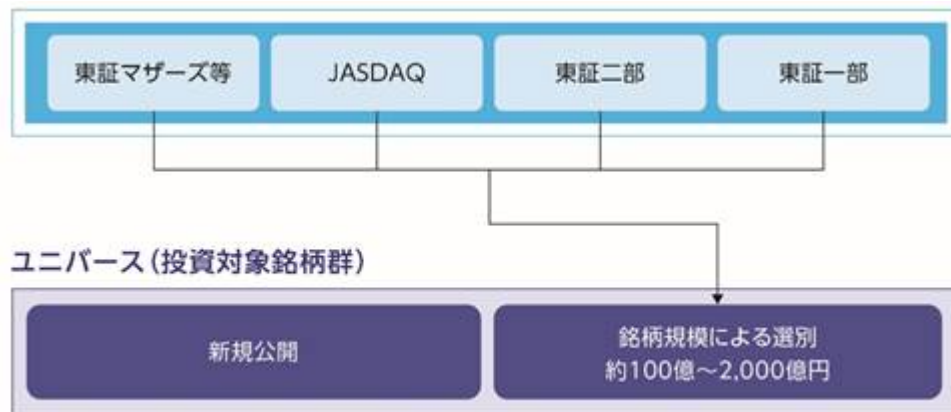 東証マザーズ等
JASDAQ
東証二部
東証一部
ユニバース(投資対象銘柄群)
新規公開
銘柄規模による選別
約100億～2,000億円